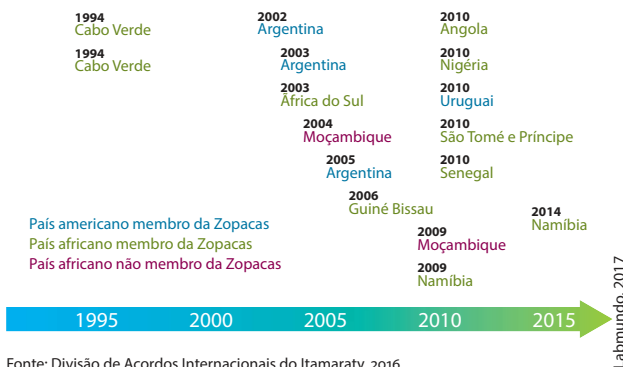 1994
Cabo Verde
1994
Cabo Verde
2002
Argentina
2003
Argentina
2003
África do Sul
2004
Moçambique
2005
Argentina
2006
Guiné Bissau
2010
Angola
2010
Nigéria
2010
Uruguai
2010
São Tomé e Príncipe
2010
Senegal
2009
Moçambique
2009
Namíbia
2014
Namíbia
País americano membro da Zopacas
País africano membro da Zopacas
País africano não membro da Zopacas
1995 2000 2005 2010 2015
Fonte: Divisão de Acordos Internacionais do Itamaraty, 2016
Labmundo, 2017